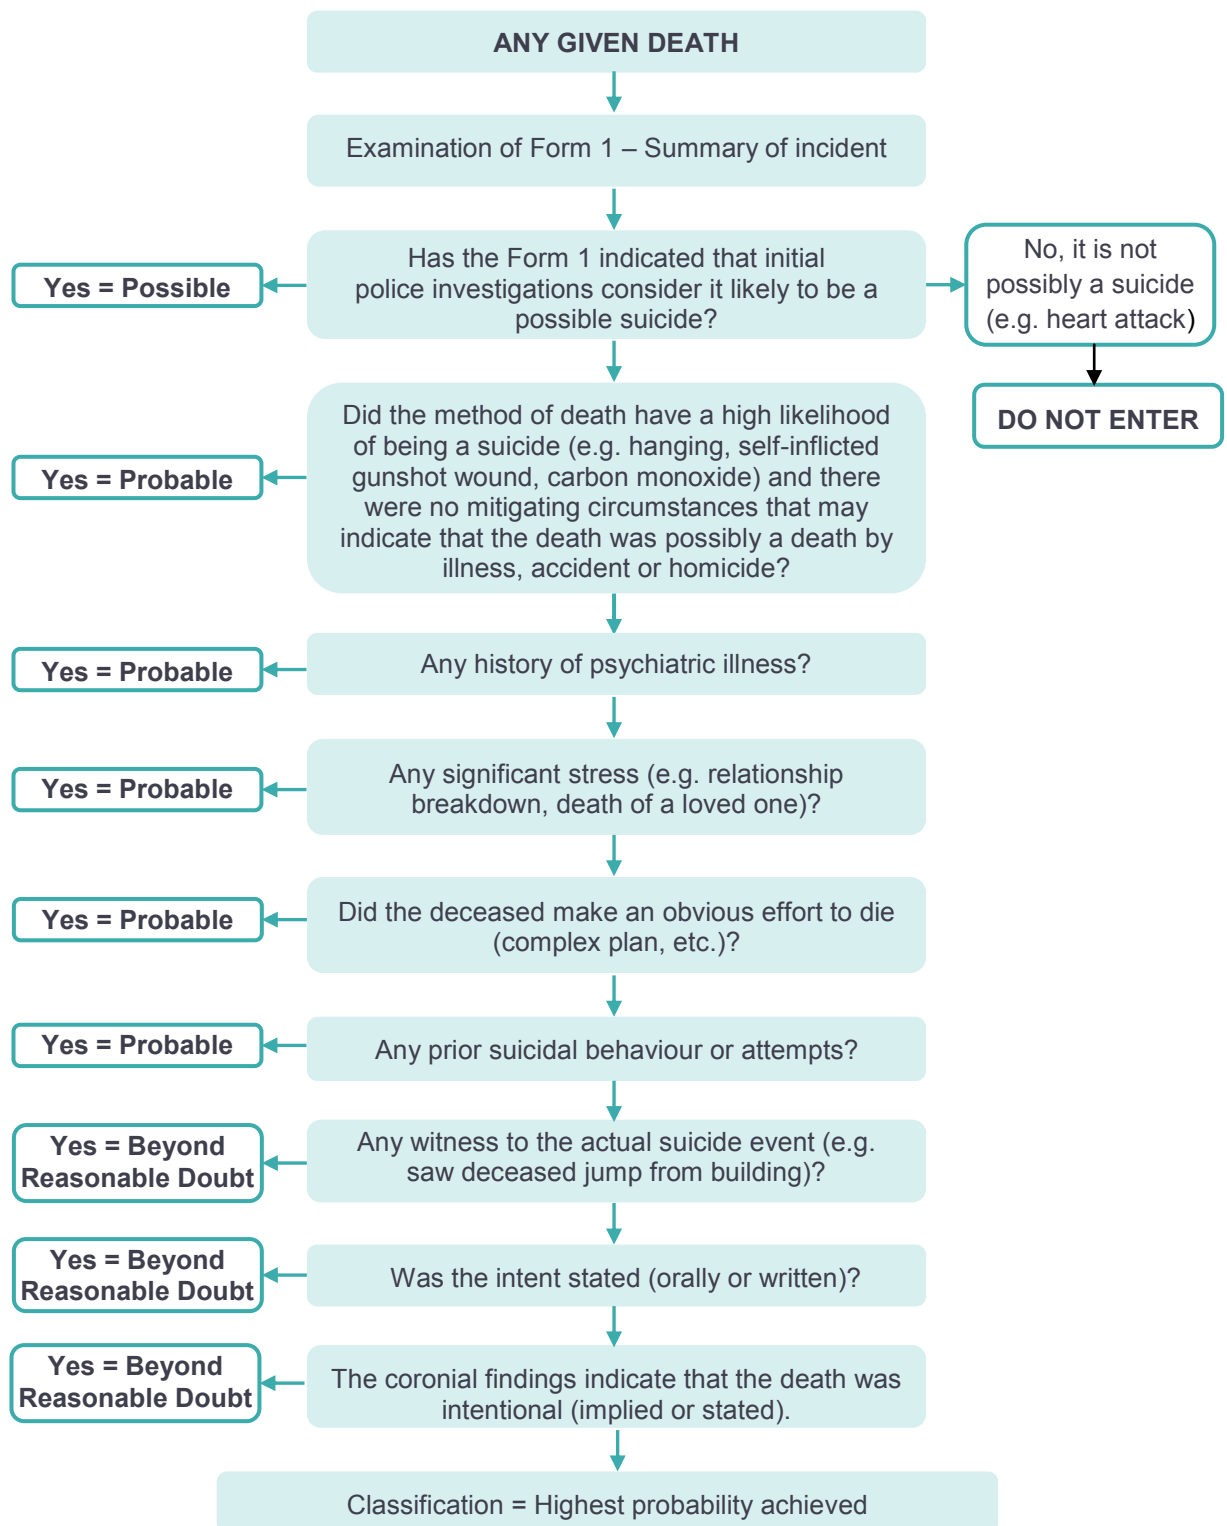 ANY GIVEN DEATH
Examination of Form 1 – Summary of incident
Has the Form 1 indicated that initial
police investigations consider it likely to be a
possible suicide?
Yes = Possible
No, it is not
possibly a suicide
(e.g. heart attack)
DO NOT ENTER
Did the method of death have a high likelihood
of being a suicide (e.g. hanging, self-inflicted
gunshot wound, carbon monoxide) and there
were no mitigating circumstances that may
indicate that the death was possibly a death by
illness, accident or homicide?
Yes = Probable
Any history of psychiatric illness?
Yes = Probable
Any significant stress (e.g. relationship
breakdown, death of a loved one)?
Yes = Probable
Did the deceased make an obvious effort to die
(complex plan, etc.)?
Yes = Probable
Any prior suicidal behaviour or attempts?
Yes = Probable
Any witness to the actual suicide event (e.g.
saw deceased jump from building)?
Yes = Beyond
Reasonable Doubt
Was the intent stated (orally or written)?
Yes = Beyond
Reasonable Doubt
The coronial findings indicate that the death was
intentional (implied or stated).
Yes = Beyond
Reasonable Doubt
Classification = Highest probability achieved